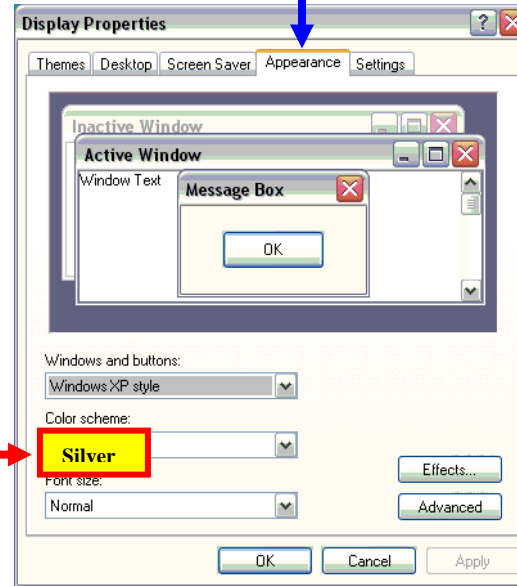 Display Properties
Themes Desktop Screen Saver Appearance Settings
Inactive Window
Active Window
Window Text
Message Box
OK
Windows and buttons:
Windows XP style
Color scheme:
Silver
Font size:
Normal
Effects...
Advanced
OK Cancel Apply